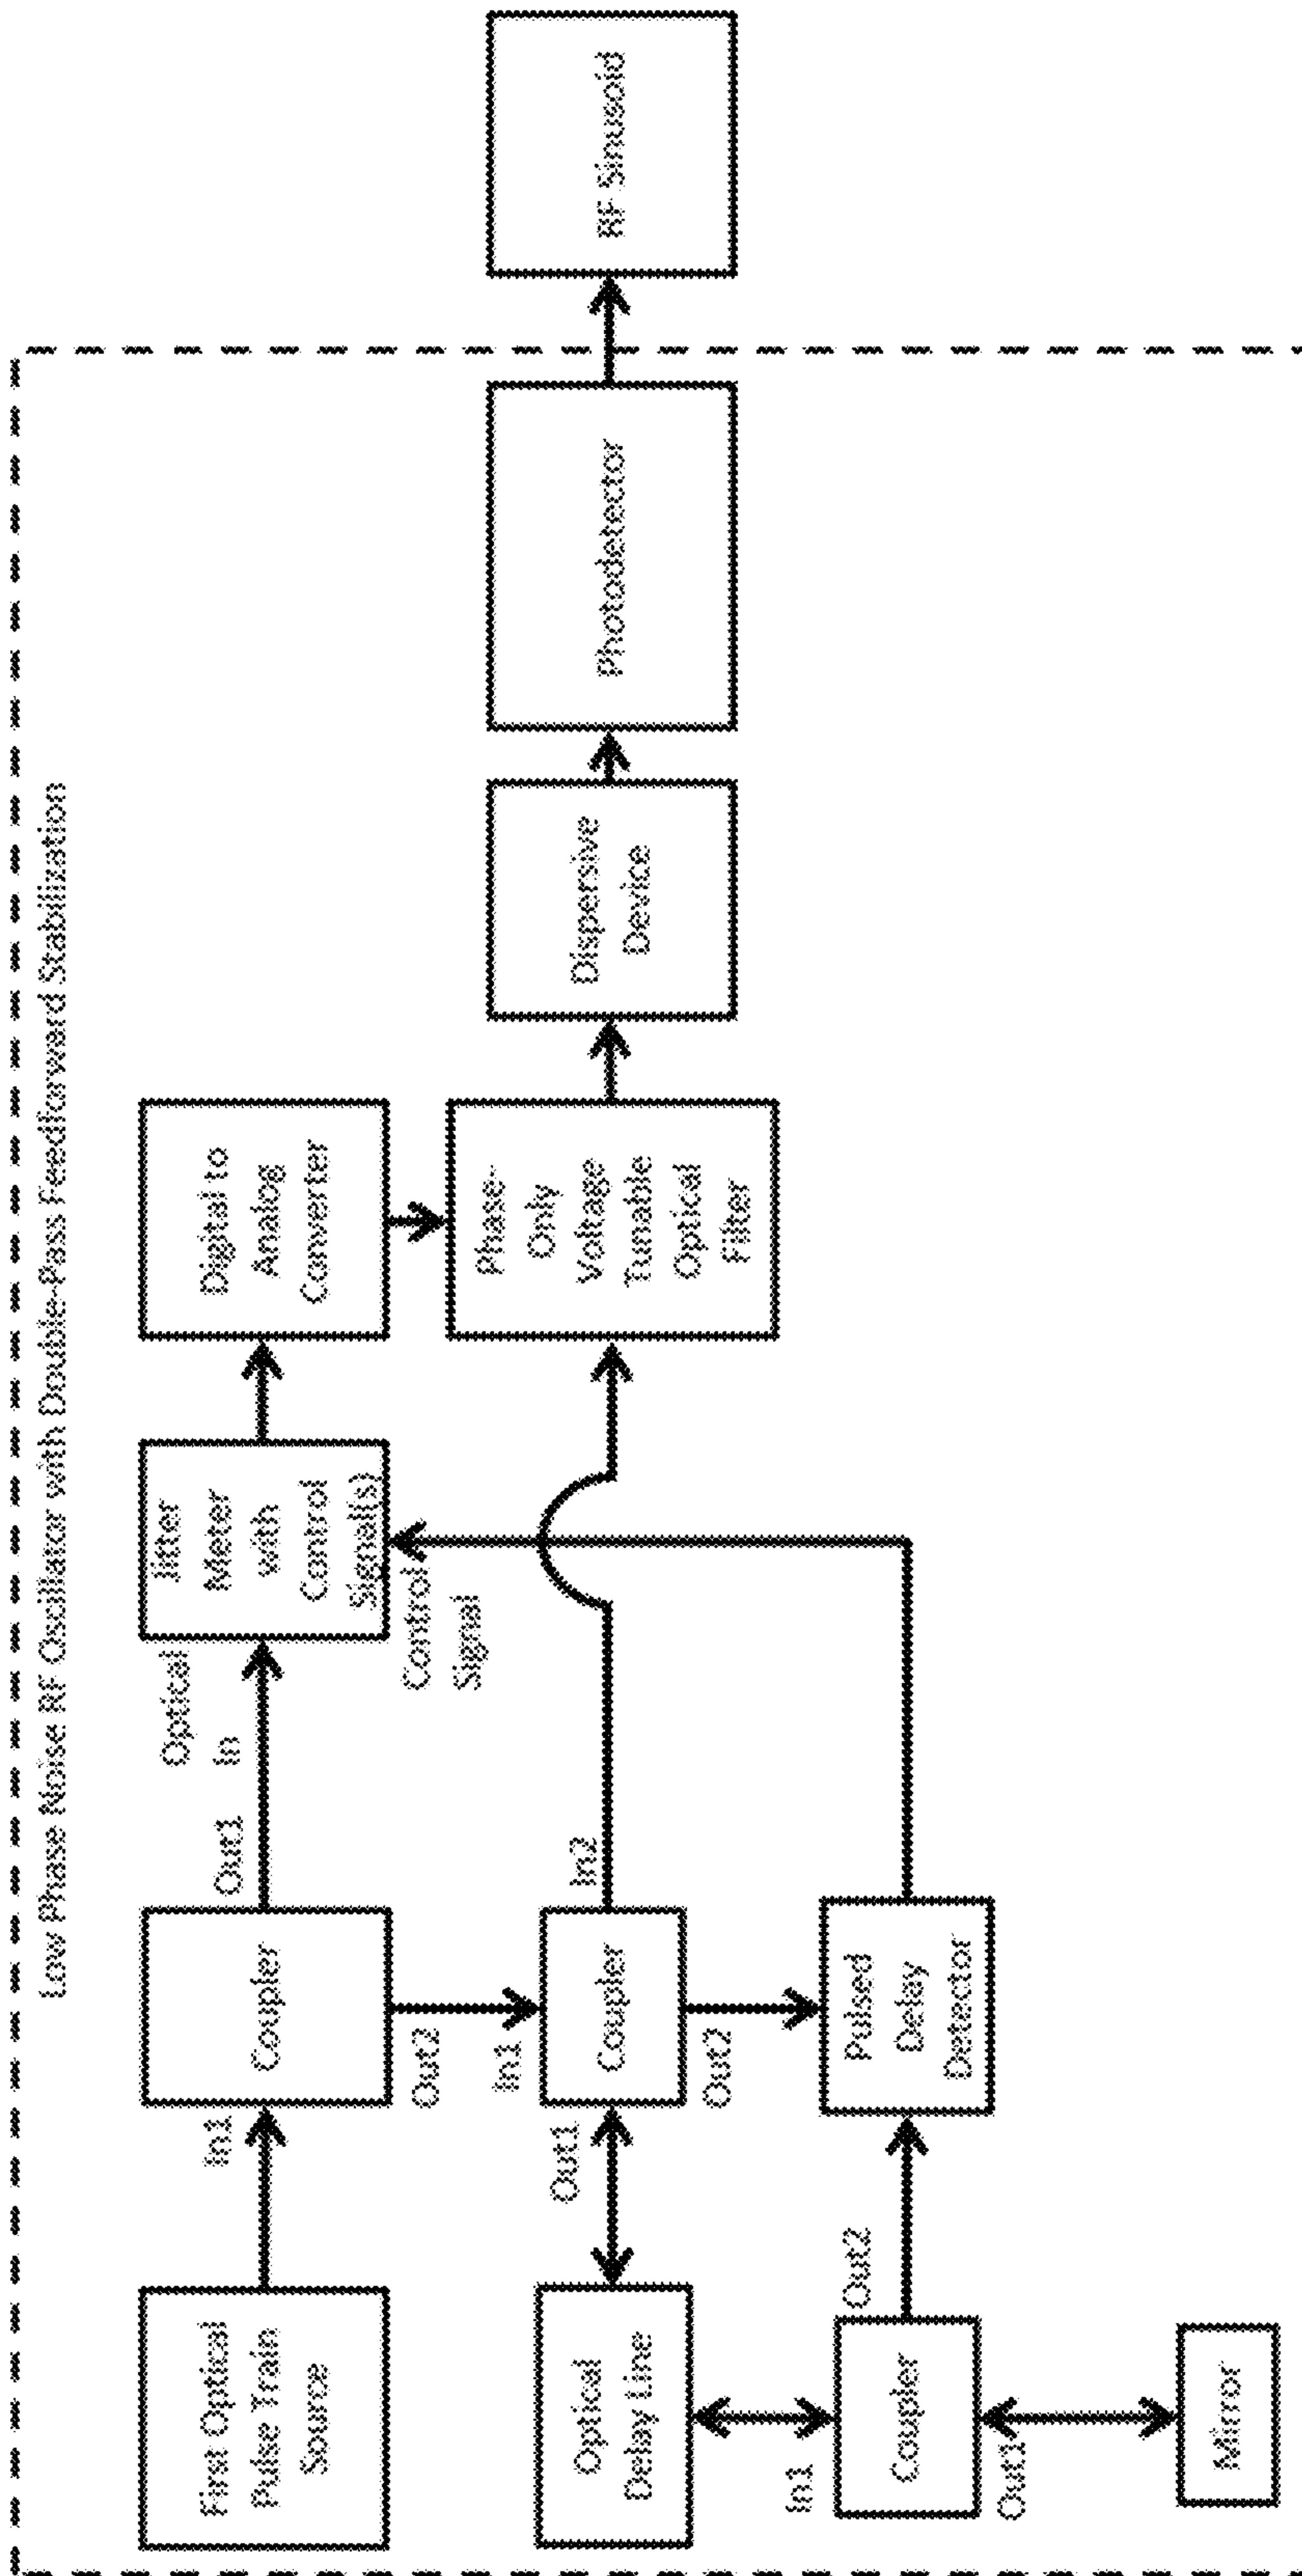 Low Phase Noise RF Oscillator with Double-Pass Feedforward Stabilization
First Optical
Pulse Train
Source
In1
Coupler
Out1
Optical
In
Jitter
Meter
with
Control
Signal(s)
Digital to
Analog
Converter
Out2
In1
Control
Signal
Optical
Delay Line
Out1
Coupler
In2
Out2
Phase-
Only
Voltage
Tunable
Optical
Filter
Dispersive
Device
Photodetector
RF Sinusoid
In1
Coupler
Out2
Out1
Pulsed
Delay
Detector
Mirror